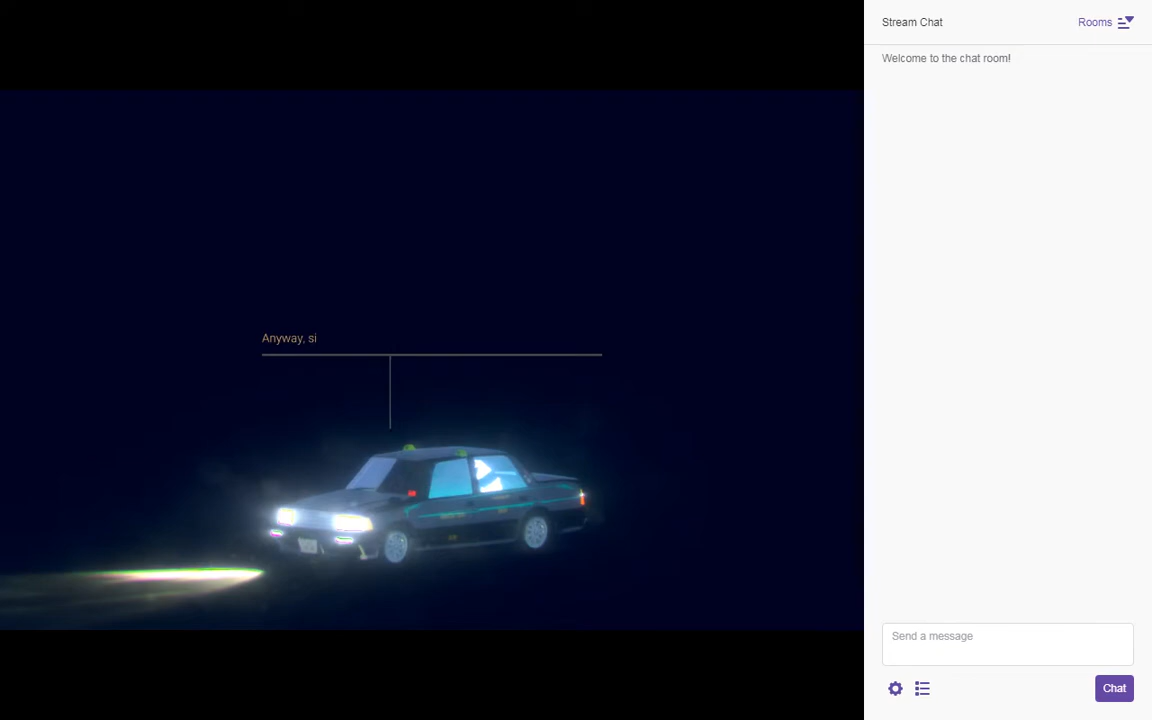 Stream Chat
Rooms
Welcome to the chat room!
Anyway, si
Send a message
Chat